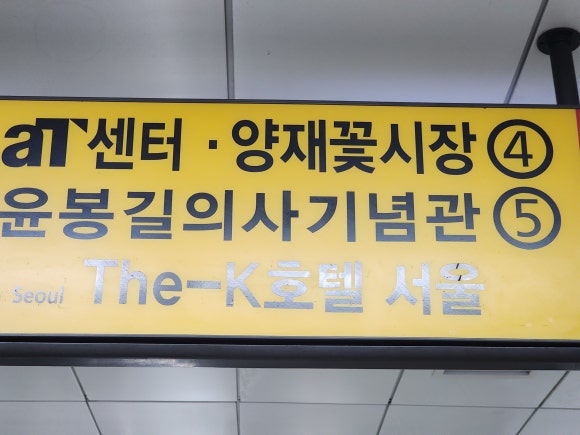 aT센터 · 양재꽃시장 ④
윤봉길의사기념관 ⑤
Seoul The-K호텔 서울